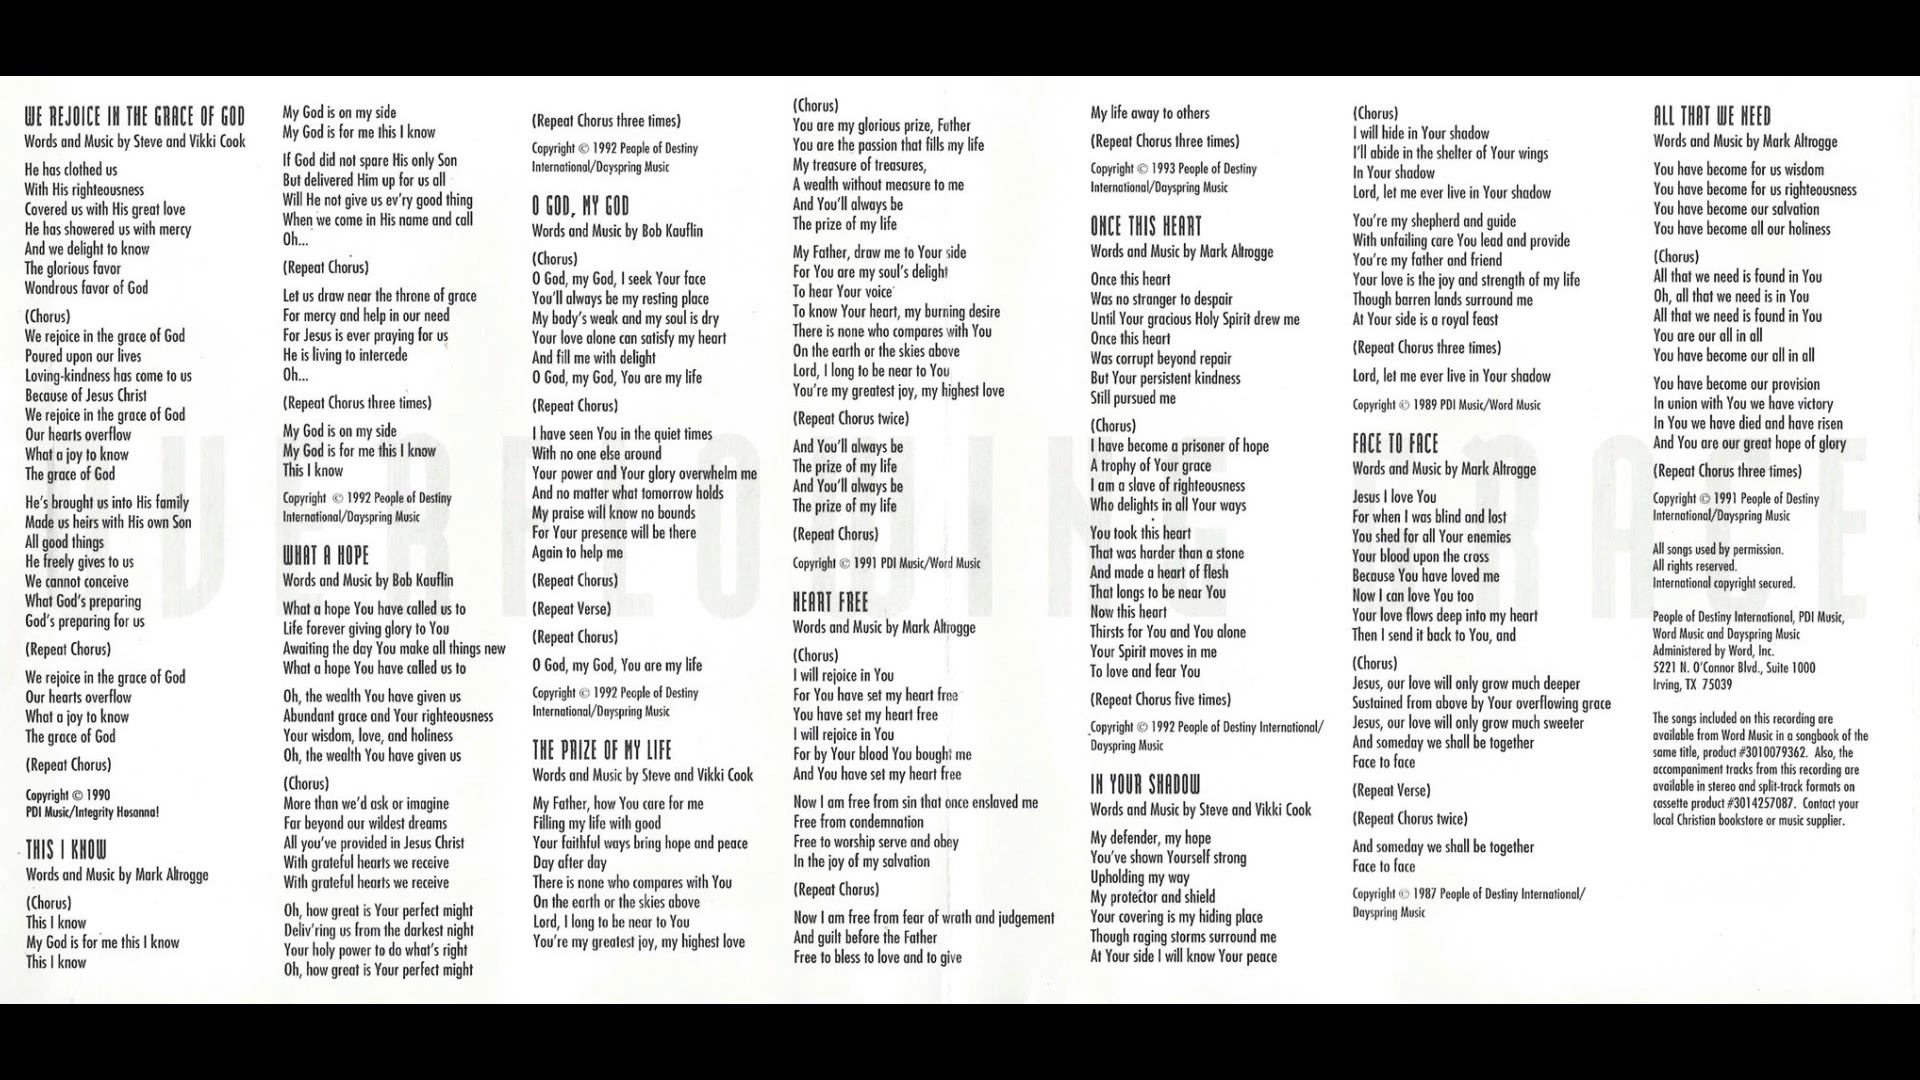 WE REJOICE IN THE GRACE OF GOD
Words and Music by Steve and Vikki Cook
He has clothed us
With His righteousness
Covered us with His great love
He has showered us with mercy
And we delight to know
The glorious favor
Wondrous favor of God
(Chorus)
We rejoice in the grace of God
Poured upon our lives
Loving-kindness has come to us
Because of Jesus Christ
We rejoice in the grace of God
Our hearts overflow
What a joy to know
The grace of God
He's brought us into His family
Made us heirs with His own Son
All good things
He freely gives to us
We cannot conceive
What God's preparing
God's preparing for us
(Repeat Chorus)
We rejoice in the grace of God
Our hearts overflow
What a joy to know
The grace of God
(Repeat Chorus)
Copyright © 1990
PDI Music/Integrity Hosanna!
THIS I KNOW
Words and Music by Mark Altrogge
(Chorus)
This I know
My God is for me this I know
This I know
My God is on my side
My God is for me this I know
If God did not spare His only Son
But delivered Him up for us all
Will He not give us ev'ry good thing
When we come in His name and call
Oh...
(Repeat Chorus)
Let us draw near the throne of grace
For mercy and help in our need
For Jesus is ever praying for us
He is living to intercede
Oh...
(Repeat Chorus three times)
My God is on my side
My God is for me this I know
This I know
Copyright © 1992 People of Destiny
International/Dayspring Music
WHAT A HOPE
Words and Music by Bob Kauflin
What a hope You have called us to
Life forever giving glory to You
Awaiting the day You make all things new
What a hope You have called us to
Oh, the wealth You have given us
Abundant grace and Your righteousness
Your wisdom, love, and holiness
Oh, the wealth You have given us
(Chorus)
More than we'd ask or imagine
Far beyond our wildest dreams
All you've provided in Jesus Christ
With grateful hearts we receive
With grateful hearts we receive
Oh, how great is Your perfect might
Deliv'ring us from the darkest night
Your holy power to do what's right
Oh, how great is Your perfect might
(Repeat Chorus three times)
Copyright © 1992 People of Destiny
International/Dayspring Music
O GOD, MY GOD
Words and Music by Bob Kauflin
(Chorus)
O God, my God, I seek Your face
You'll always be my resting place
My body's weak and my soul is dry
Your love alone can satisfy my heart
And fill me with delight
O God, my God, You are my life
(Repeat Chorus)
I have seen You in the quiet times
With no one else around
Your power and Your glory overwhelm me
And no matter what tomorrow holds
My praise will know no bounds
For Your presence will be there
Again to help me
(Repeat Chorus)
(Repeat Verse)
(Repeat Chorus)
O God, my God, You are my life
Copyright © 1992 People of Destiny
International/Dayspring Music
THE PRIZE OF MY LIFE
Words and Music by Steve and Vikki Cook
My Father, how You care for me
Filling my life with good
Your faithful ways bring hope and peace
Day after day
There is none who compares with You
On the earth or the skies above
Lord, I long to be near to You
You're my greatest joy, my highest love
(Chorus)
You are my glorious prize, Father
You are the passion that fills my life
My treasure of treasures,
A wealth without measure to me
And You'll always be
The prize of my life
My Father, draw me to Your side
For You are my soul's delight
To hear Your voice
To know Your heart, my burning desire
There is none who compares with You
On the earth or the skies above
Lord, I long to be near to You
You're my greatest joy, my highest love
(Repeat Chorus twice)
And You'll always be
The prize of my life
And You'll always be
The prize of my life
(Repeat Chorus)
Copyright © 1991 PDI Music/Word Music
HEART FREE
Words and Music by Mark Altrogge
(Chorus)
I will rejoice in You
For You have set my heart free
You have set my heart free
I will rejoice in You
For by Your blood You bought me
And You have set my heart free
Now I am free from sin that once enslaved me
Free from condemnation
Free to worship serve and obey
In the joy of my salvation
(Repeat Chorus)
Now I am free from fear of wrath and judgement
And guilt before the Father
Free to bless to love and to give
My life away to others
(Repeat Chorus three times)
Copyright © 1993 People of Destiny
International/Dayspring Music
ONCE THIS HEART
Words and Music by Mark Altrogge
Once this heart
Was no stranger to despair
Until Your gracious Holy Spirit drew me
Once this heart
Was corrupt beyond repair
But Your persistent kindness
Still pursued me
(Chorus)
I have become a prisoner of hope
A trophy of Your grace
I am a slave of righteousness
Who delights in all Your ways
You took this heart
That was harder than a stone
And made a heart of flesh
That longs to be near You
Now this heart
Thirsts for You and You alone
Your Spirit moves in me
To love and fear You
(Repeat Chorus five times)
Copyright © 1992 People of Destiny International/
Dayspring Music
IN YOUR SHADOW
Words and Music by Steve and Vikki Cook
My defender, my hope
You've shown Yourself strong
Upholding my way
My protector and shield
Your covering is my hiding place
Though raging storms surround me
At Your side I will know Your peace
(Chorus)
I will hide in Your shadow
I'll abide in the shelter of Your wings
In Your shadow
Lord, let me ever live in Your shadow
You're my shepherd and guide
With unfailing care You lead and provide
You're my father and friend
Your love is the joy and strength of my life
Though barren lands surround me
At Your side is a royal feast
(Repeat Chorus three times)
Lord, let me ever live in Your shadow
Copyright © 1989 PDI Music/Word Music
FACE TO FACE
Words and Music by Mark Altrogge
Jesus I love You
For when I was blind and lost
You shed for all Your enemies
Your blood upon the cross
Because You have loved me
Now I can love You too
Your love flows deep into my heart
Then I send it back to You, and
(Chorus)
Jesus, our love will only grow much deeper
Sustained from above by Your overflowing grace
Jesus, our love will only grow much sweeter
And someday we shall be together
Face to face
(Repeat Verse)
(Repeat Chorus twice)
And someday we shall be together
Face to face
Copyright © 1987 People of Destiny International/
Dayspring Music
ALL THAT WE NEED
Words and Music by Mark Altrogge
You have become for us wisdom
You have become for us righteousness
You have become our salvation
You have become all our holiness
(Chorus)
All that we need is found in You
Oh, all that we need is in You
All that we need is found in You
You are our all in all
You have become our all in all
You have become our provision
In union with You we have victory
In You we have died and have risen
And You are our great hope of glory
(Repeat Chorus three times)
Copyright © 1991 People of Destiny
International/Dayspring Music
All songs used by permission.
All rights reserved.
International copyright secured.
People of Destiny International, PDI Music,
Word Music and Dayspring Music
Administered by Word, Inc.
5221 N. O'Connor Blvd., Suite 1000
Irving, TX 75039
The songs included on this recording are
available from Word Music in a songbook of the
same title, product #3010079362. Also, the
accompaniment tracks from this recording are
available in stereo and split-track formats on
cassette product #3014257087. Contact your
local Christian bookstore or music supplier.
OVERFLOWING GRACE